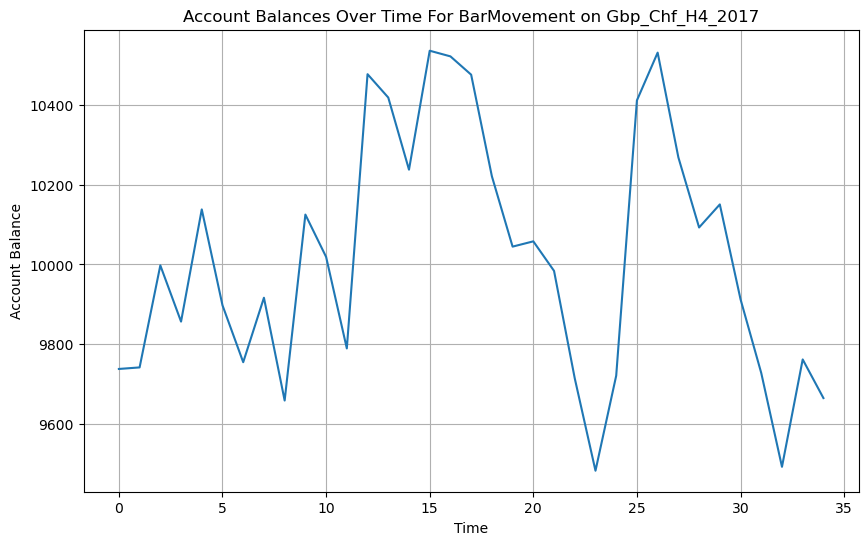 Account Balances Over Time For BarMovement on Gbp_Chf_H4_2017
Account Balance
10400
10200
10000
9800
9600
0 5 10 15 20 25 30 35
Time